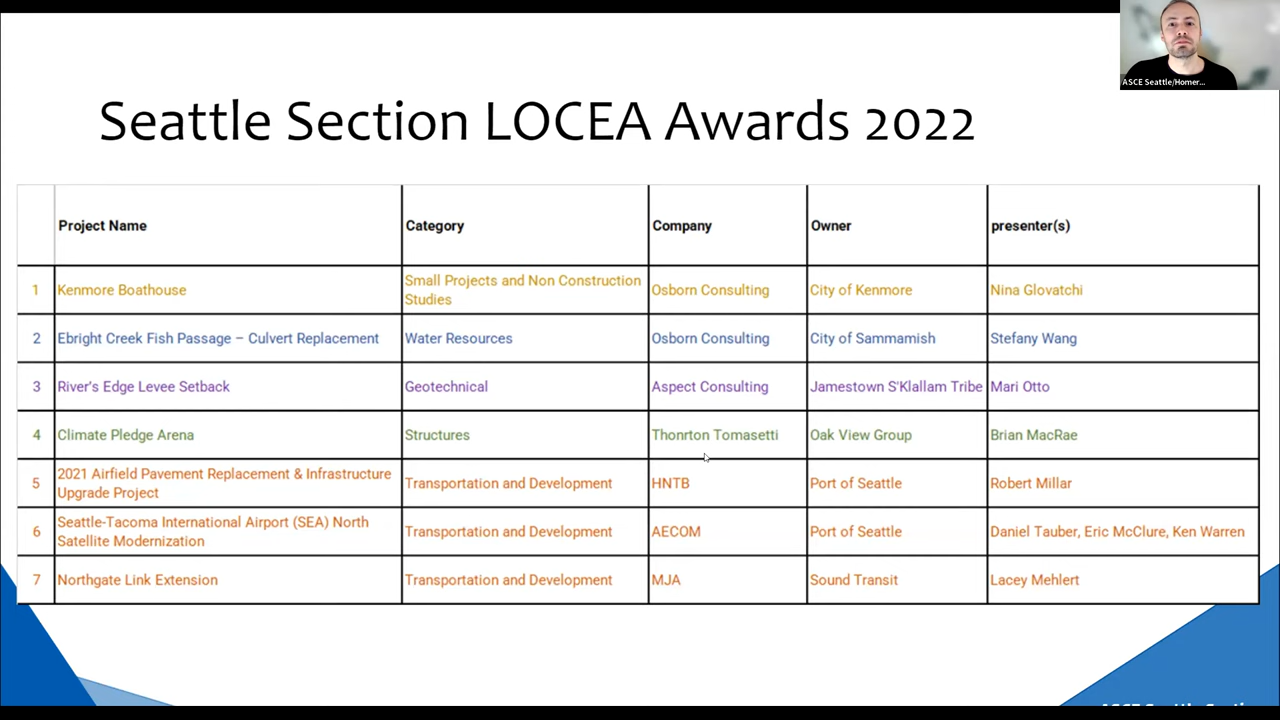 ASCE Seattle/Homer...
Seattle Section LOCEA Awards 2022
Project Name Category Company Owner presenter(s)
1 Kenmore Boathouse Small Projects and Non Construction Studies Osborn Consulting City of Kenmore Nina Glovatchi
2 Ebright Creek Fish Passage – Culvert Replacement Water Resources Osborn Consulting City of Sammamish Stefany Wang
3 River's Edge Levee Setback Geotechnical Aspect Consulting Jamestown S'Klallam Tribe Mari Otto
4 Climate Pledge Arena Structures Thonrton Tomasetti Oak View Group Brian MacRae
5 2021 Airfield Pavement Replacement & Infrastructure Upgrade Project Transportation and Development HNTB Port of Seattle Robert Millar
6 Seattle-Tacoma International Airport (SEA) North Satellite Modernization Transportation and Development AECOM Port of Seattle Daniel Tauber, Eric McClure, Ken Warren
7 Northgate Link Extension Transportation and Development MJA Sound Transit Lacey Mehlert